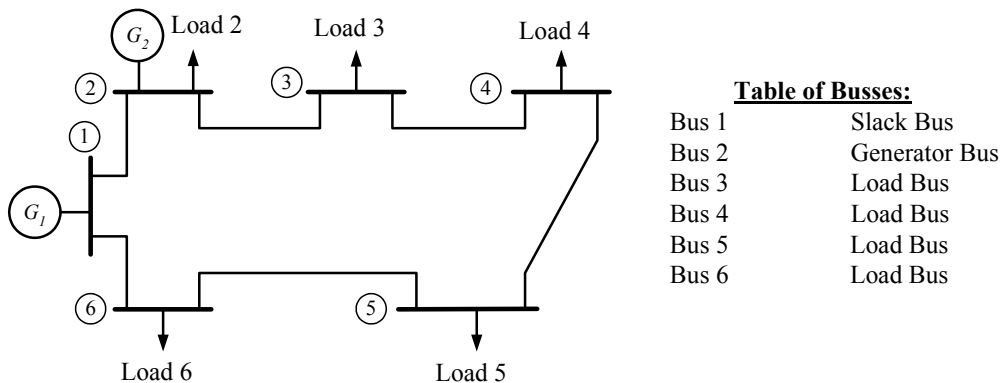 G2
Load 2
Load 3
Load 4
2
3
4
1
G1
6
5
Load 6
Load 5
Table of Busses:
Bus 1 Slack Bus
Bus 2 Generator Bus
Bus 3 Load Bus
Bus 4 Load Bus
Bus 5 Load Bus
Bus 6 Load Bus